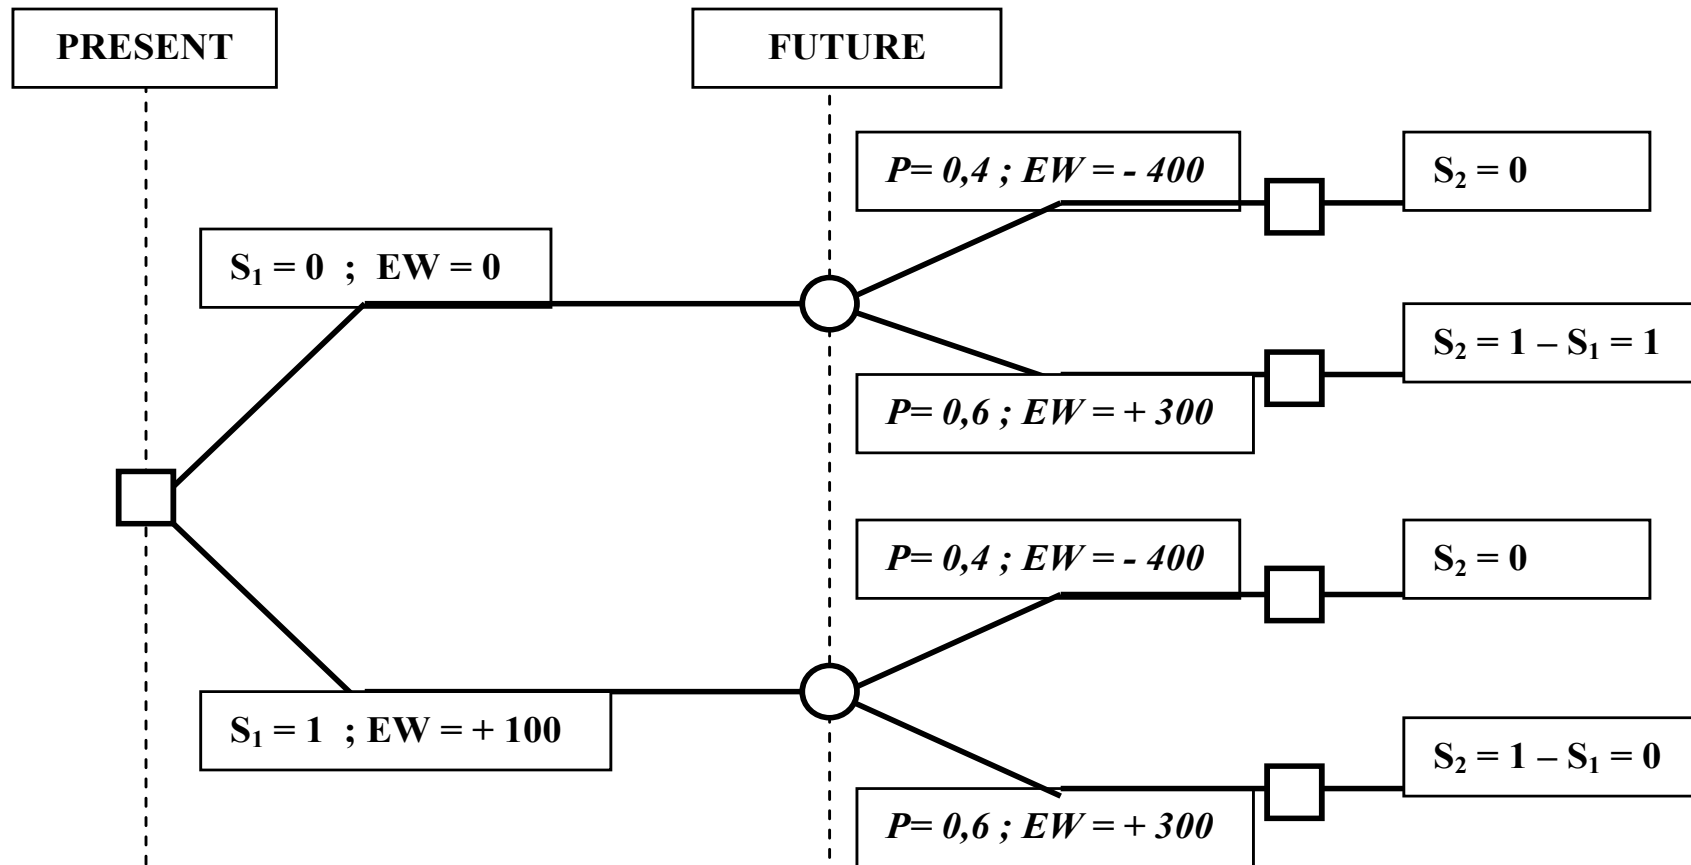 PRESENT
FUTURE
P= 0,4 ; EW = - 400
S₂ = 0
S₁ = 0 ; EW = 0
S₂ = 1 – S₁ = 1
P= 0,6 ; EW = + 300
P= 0,4 ; EW = - 400
S₂ = 0
S₁ = 1 ; EW = + 100
S₂ = 1 – S₁ = 0
P= 0,6 ; EW = + 300